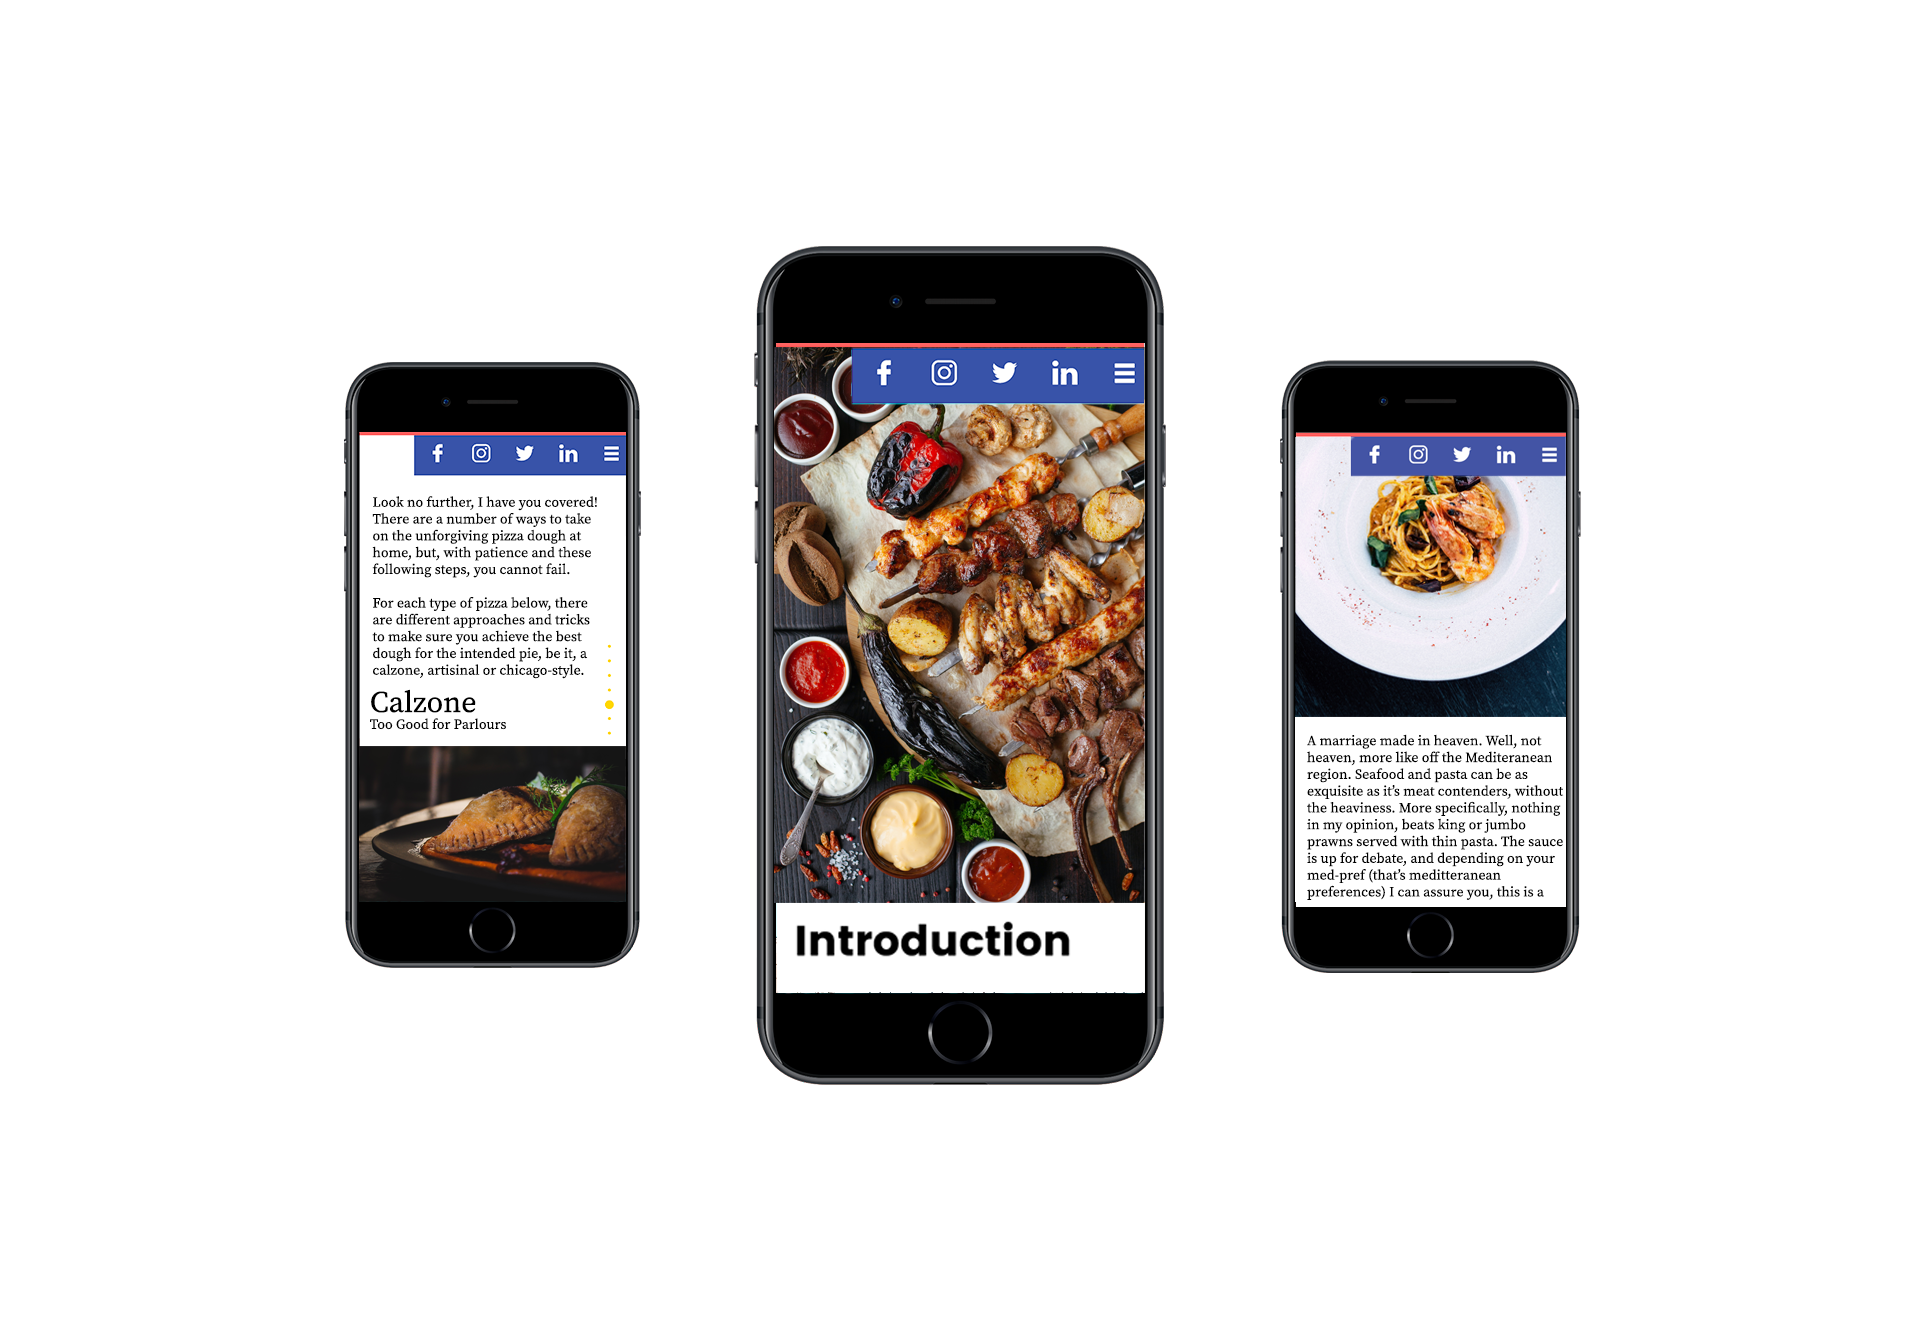 Look no further, I have you covered!
There are a number of ways to take
on the unforgiving pizza dough at
home, but, with patience and these
following steps, you cannot fail.
For each type of pizza below, there
are different approaches and tricks
to make sure you achieve the best
dough for the intended pie, be it, a
calzone, artisinal or chicago-style.
Calzone
Too Good for Parlours
Introduction
A marriage made in heaven. Well, not
heaven, more like off the Mediteranean
region. Seafood and pasta can be as
exquisite as it’s meat contenders, without
the heaviness. More specifically, nothing
in my opinion, beats king or jumbo
prawns served with thin pasta. The sauce
is up for debate, and depending on your
med-pref (that’s meditteranean
preferences) I can assure you, this is a